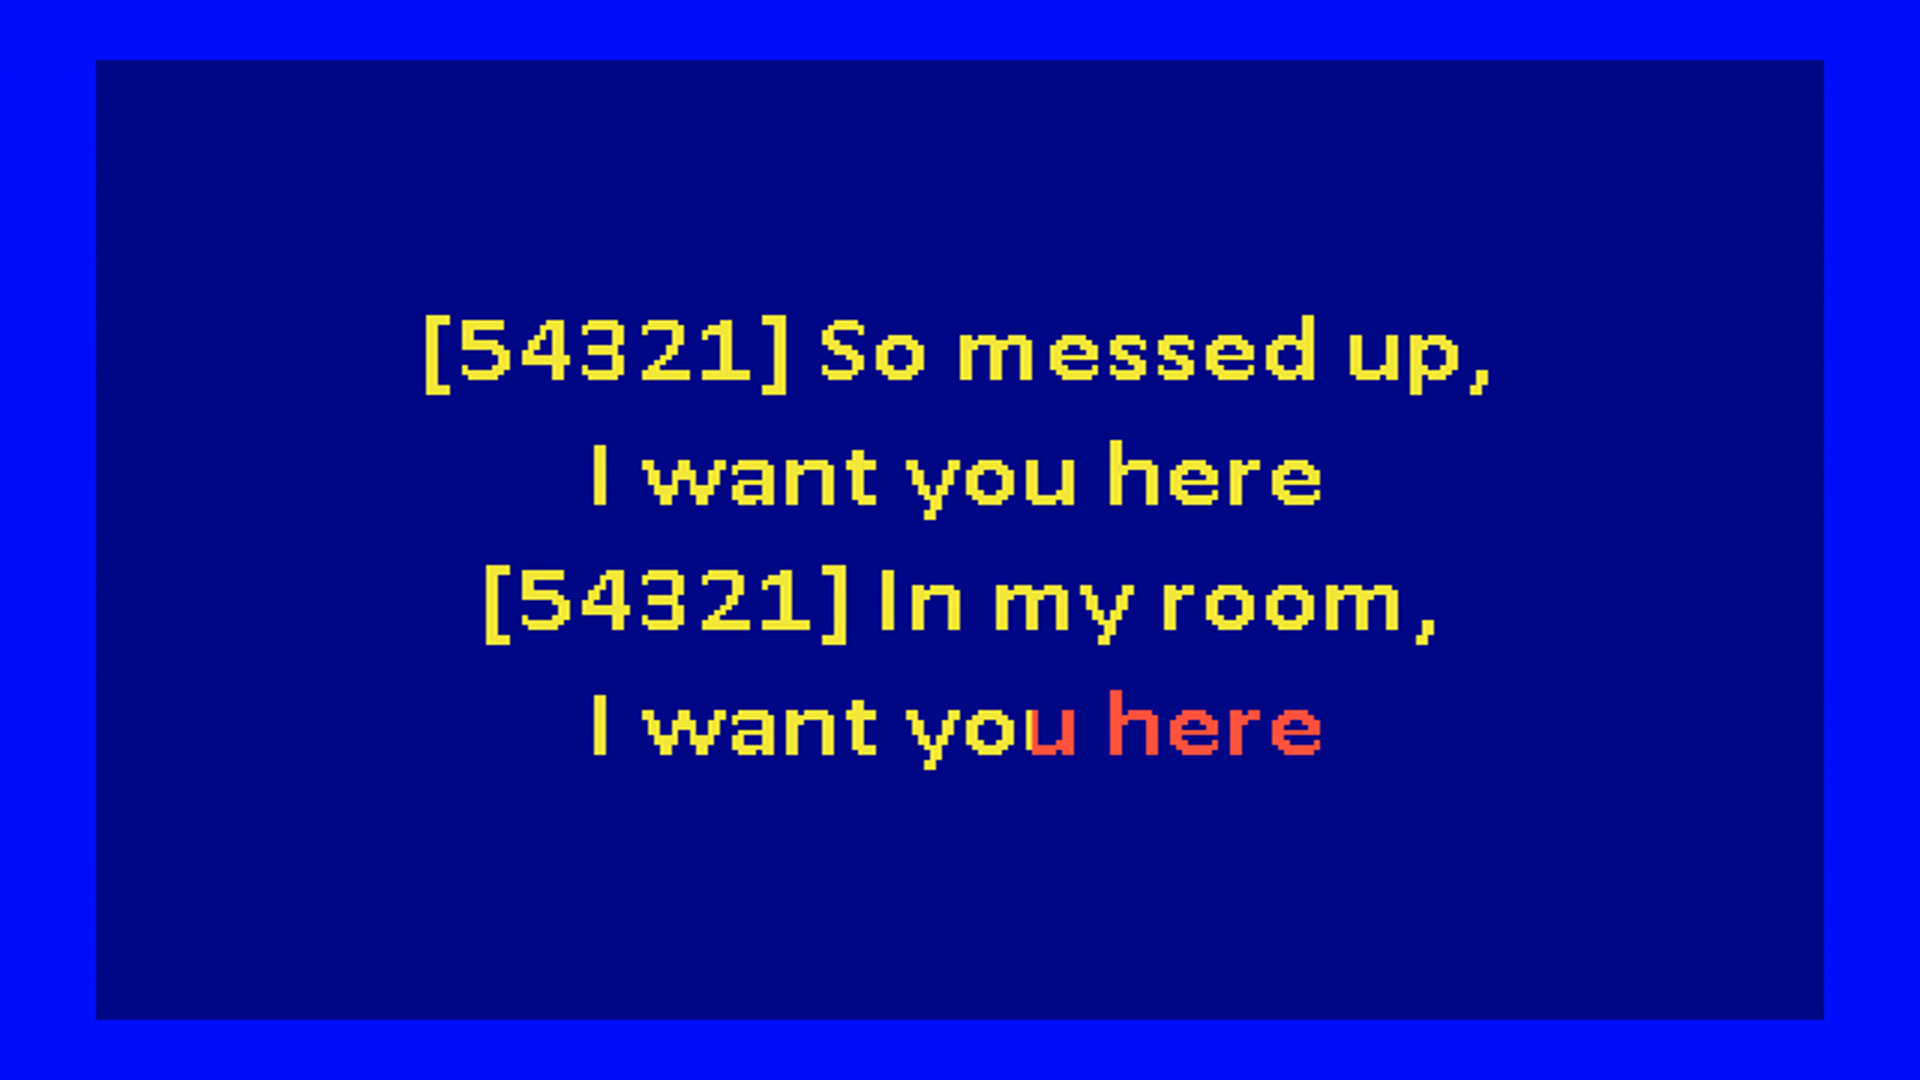 [54321] So messed up,
I want you here
[54321] In my room,
I want you here